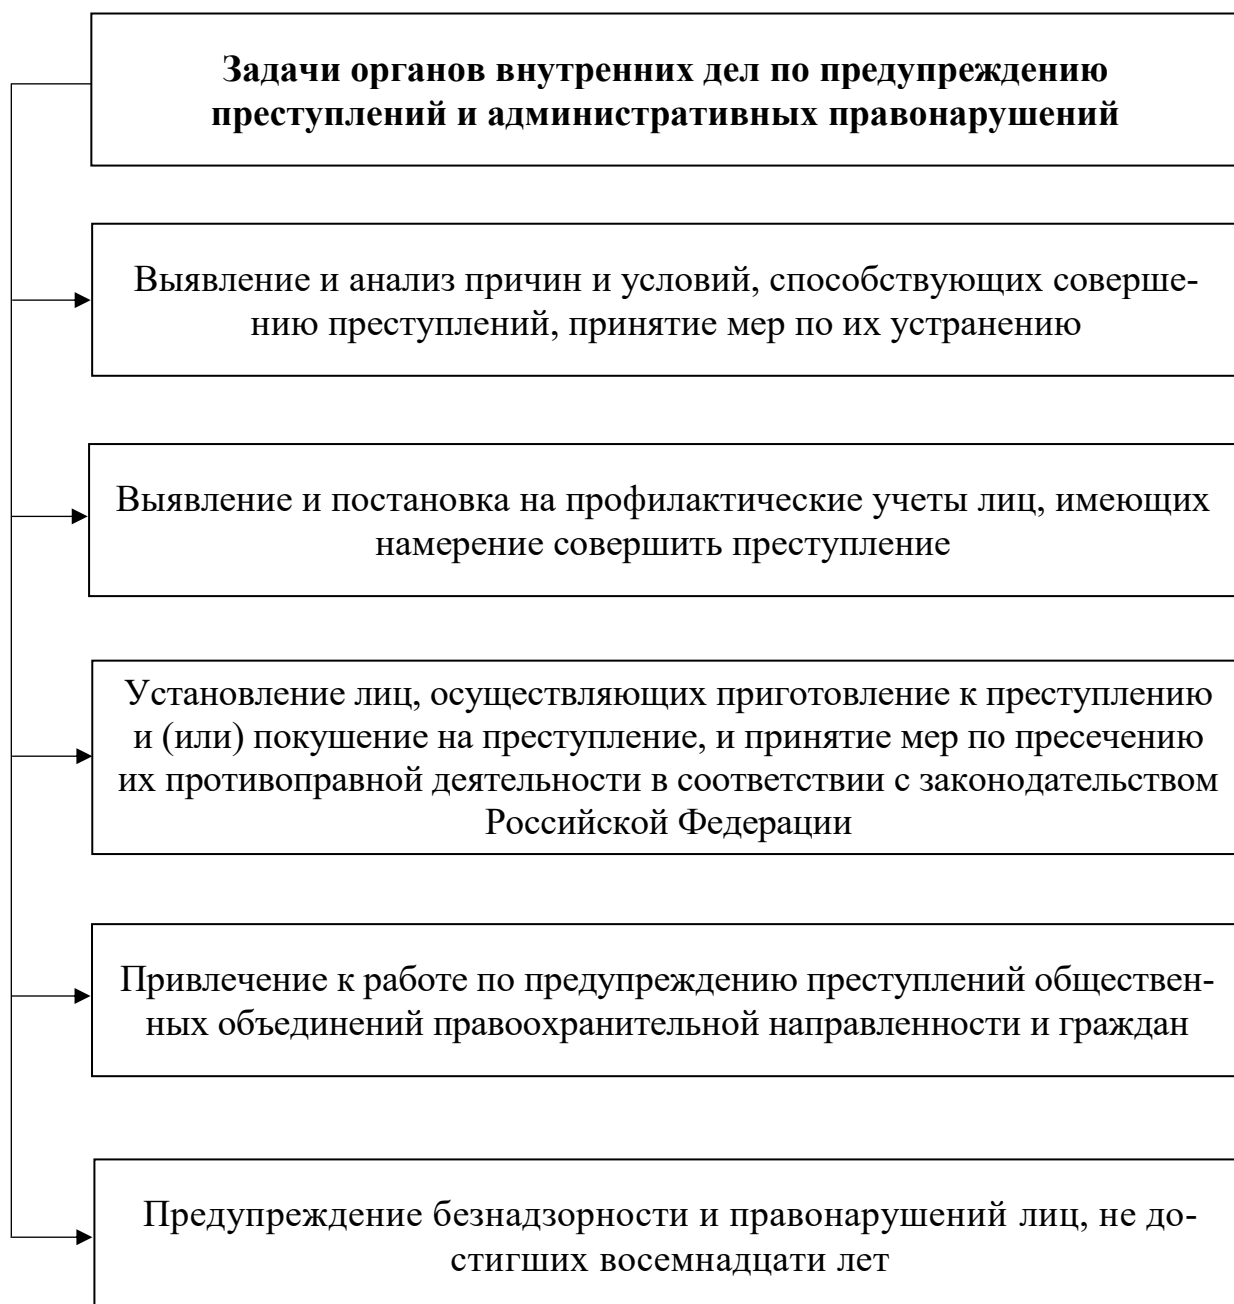 Задачи органов внутренних дел по предупреждению
преступлений и административных правонарушений
Выявление и анализ причин и условий, способствующих соверше-
нию преступлений, принятие мер по их устранению
Выявление и постановка на профилактические учеты лиц, имеющих
намерение совершить преступление
Установление лиц, осуществляющих приготовление к преступлению
и (или) покушение на преступление, и принятие мер по пресечению
их противоправной деятельности в соответствии с законодательством
Российской Федерации
Привлечение к работе по предупреждению преступлений обществен-
ных объединений правоохранительной направленности и граждан
Предупреждение безнадзорности и правонарушений лиц, не до-
стигших восемнадцати лет